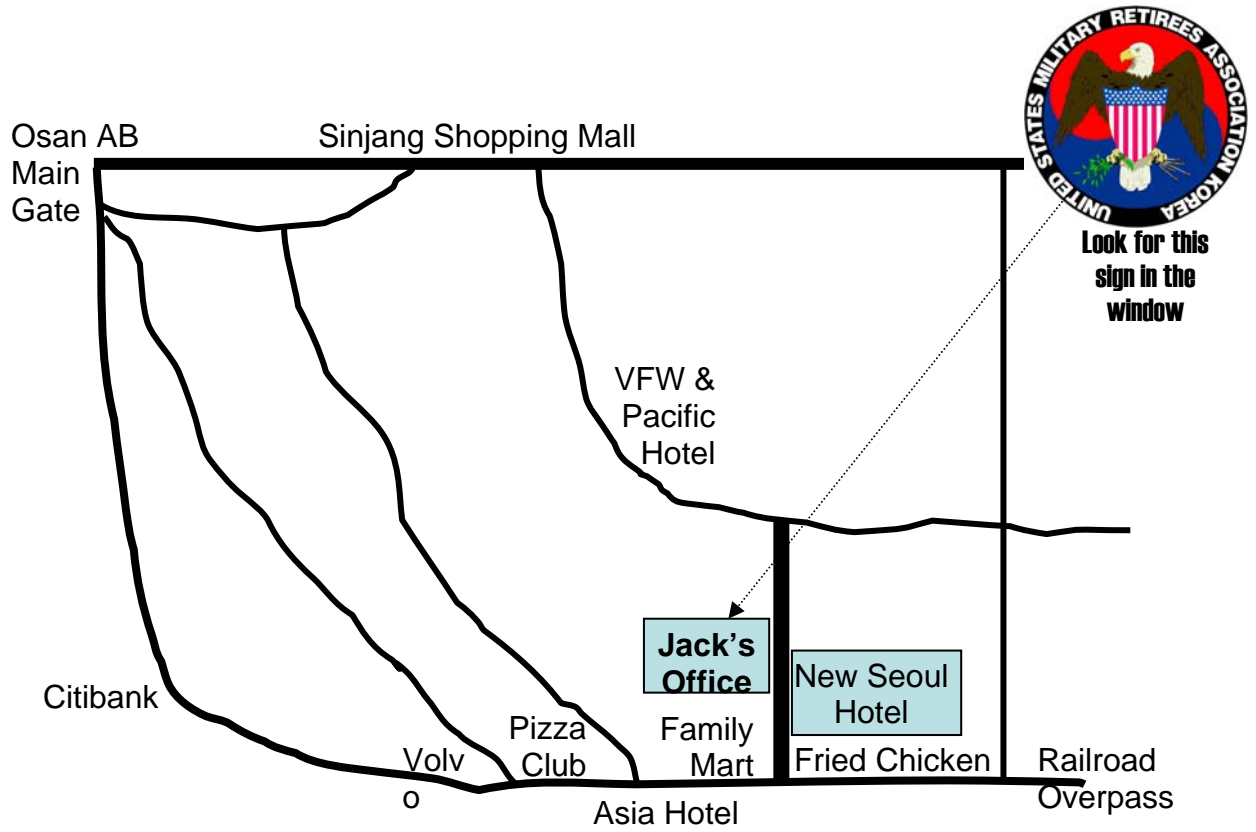 UNITED STATES MILITARY RETIREES ASSOCIATION KOREA
Osan AB
Main
Gate
Sinjang Shopping Mall
Look for this
sign in the
window
VFW &
Pacific
Hotel
Jack's
Office
New Seoul
Hotel
Citibank
Volv
o
Pizza
Club
Family
Mart
Fried Chicken
Railroad
Overpass
Asia Hotel